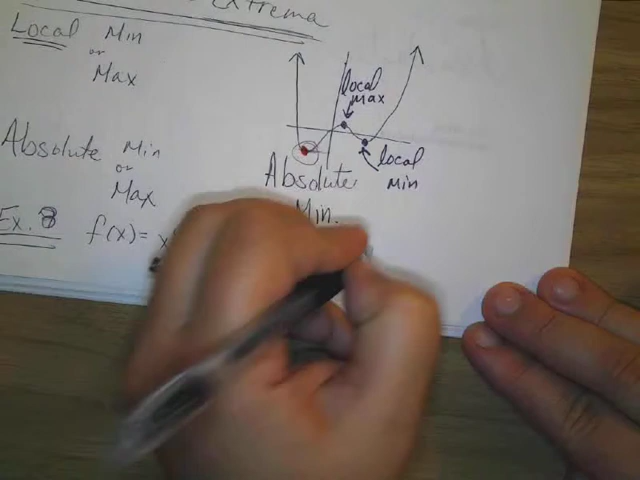 Extrema
Local Min
or
Max
local
max
local
min
Absolute
Min.
Absolute Min
or
Max
Ex. 8 f(x)= x